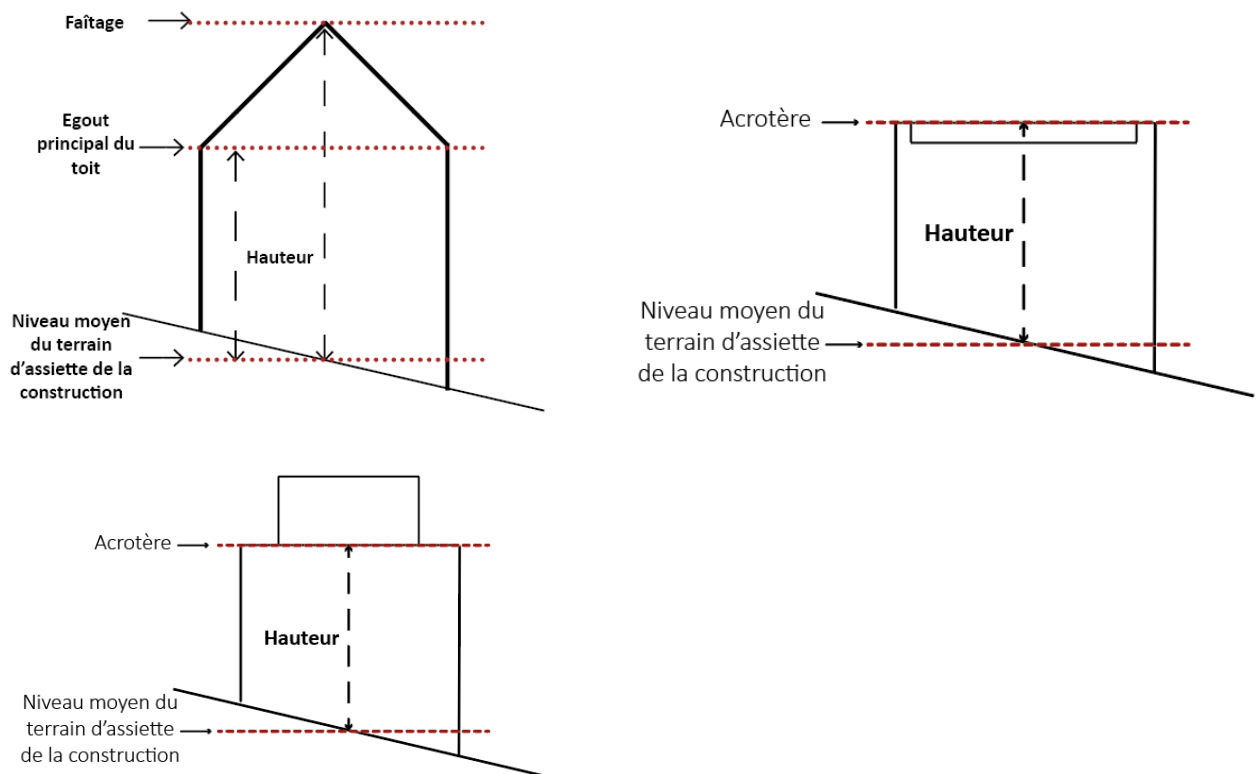 Faîtage
Egout
principal du
toit
Hauteur
Niveau moyen
du terrain
d’assiette de la
construction
Acrotère
Hauteur
Niveau moyen du
terrain d’assiette
de la construction
Acrotère
Hauteur
Niveau moyen du
terrain d’assiette
de la construction